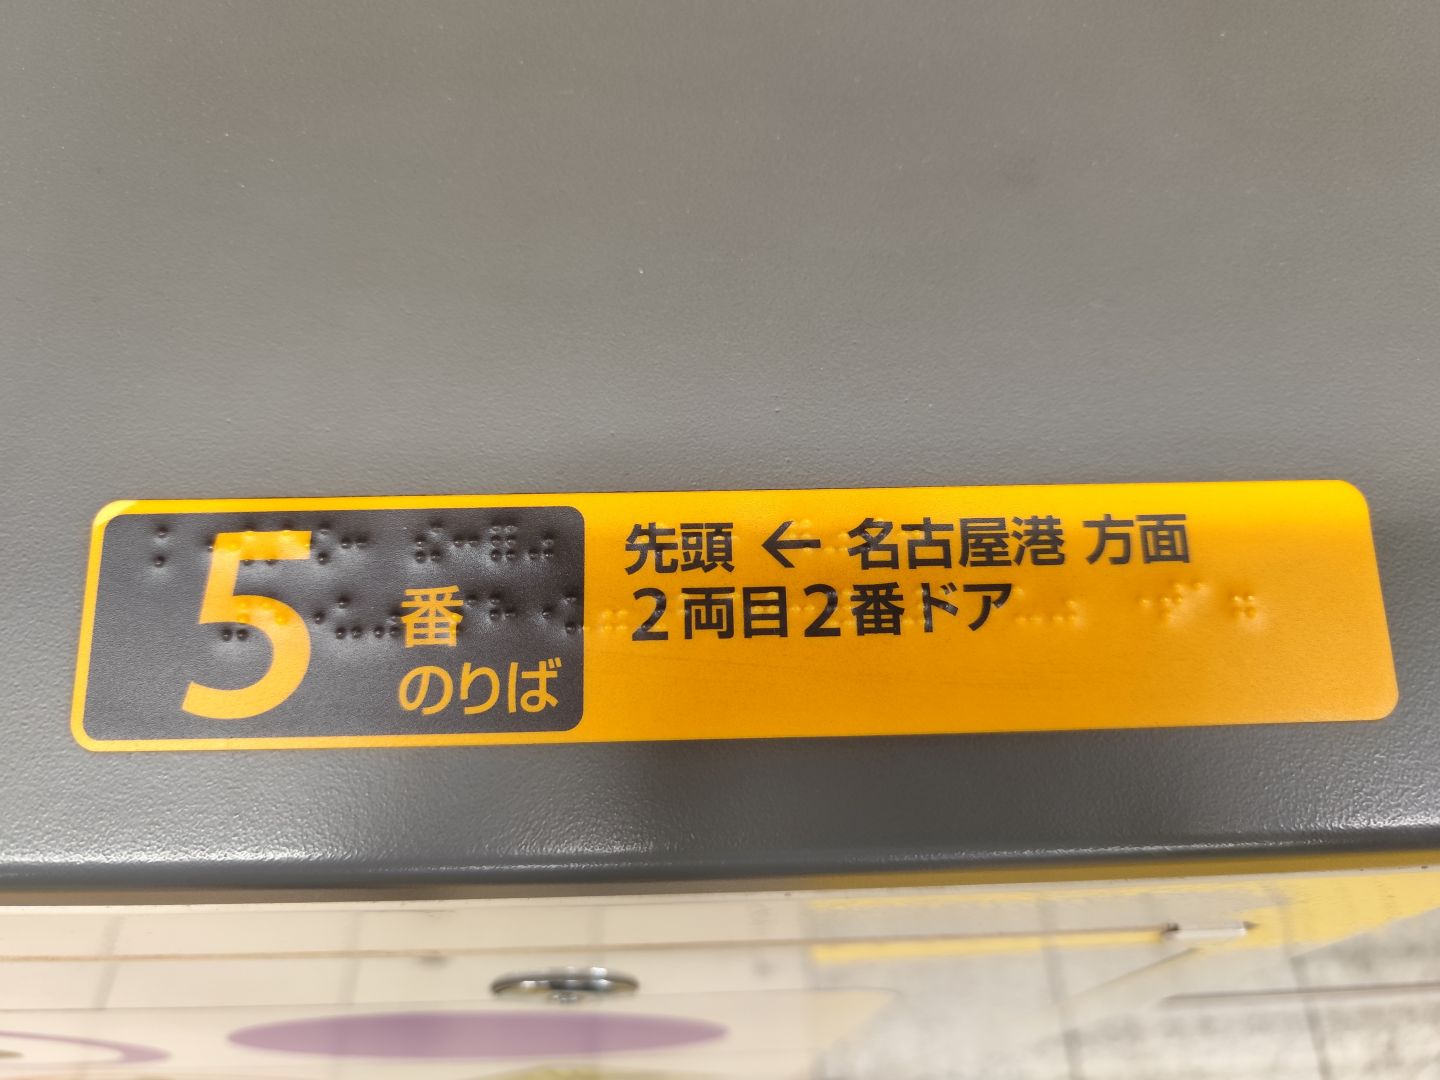 5番
のりば
先頭 ← 名古屋港 方面
2両目2番ドア